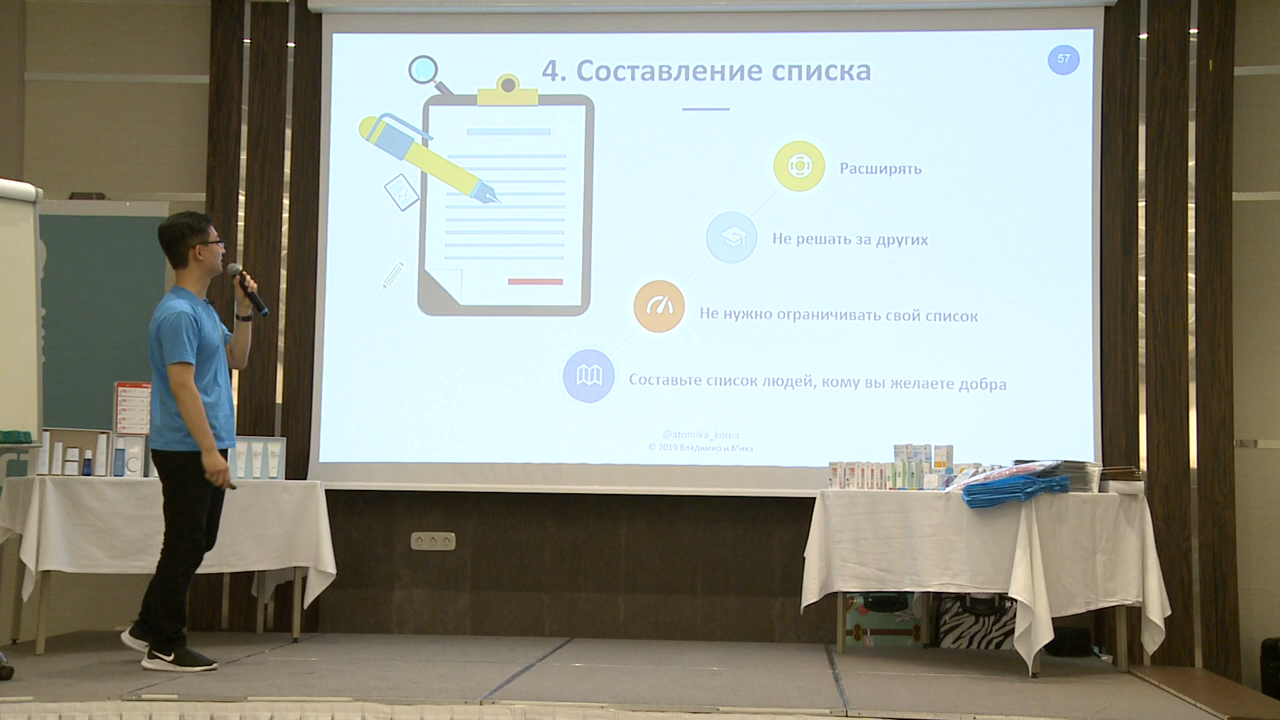 4. Составление списка
57
Расширять
Не решать за других
Не нужно ограничивать свой список
Составьте список людей, кому вы желаете добра
@atomika_korea
© 2019 Владимир и Мика